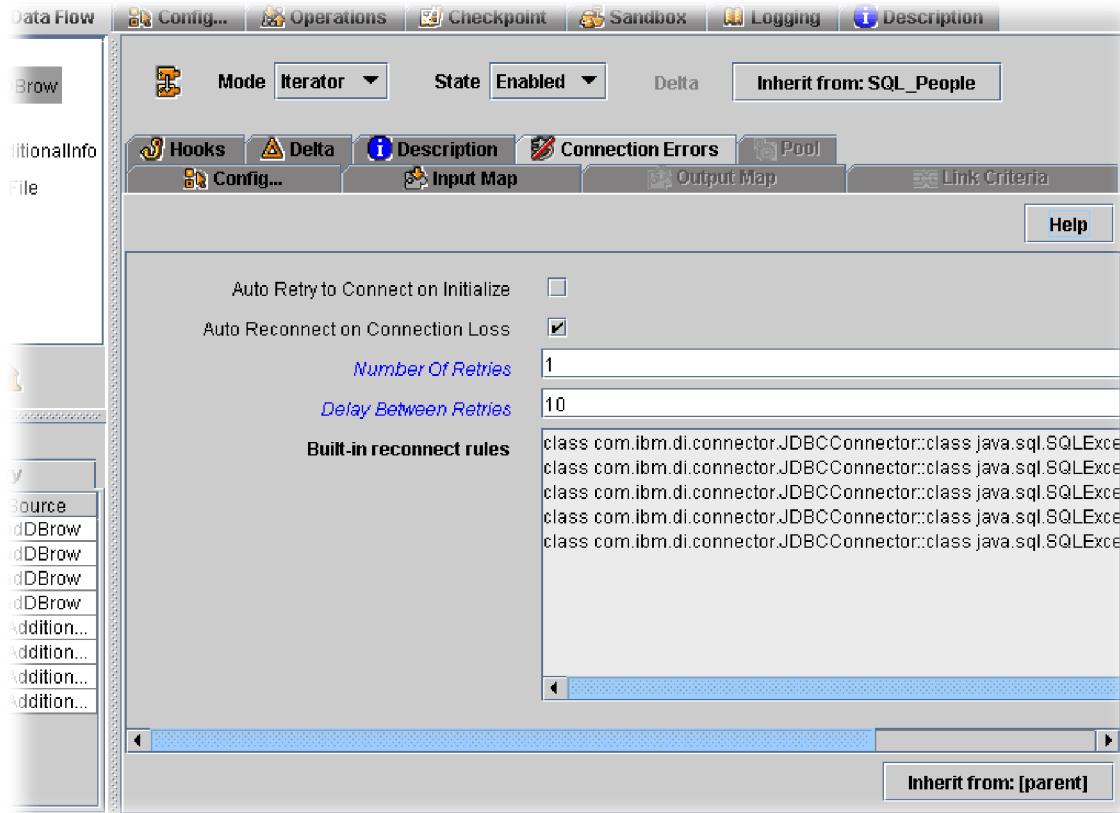 Data Flow Config... Operations Checkpoint Sandbox Logging Description
Brow
ditionalInfo
File
Mode Iterator State Enabled Delta Inherit from: SQL_People
Hooks Delta Description Connection Errors Pool
Config... Input Map Output Map Link Criteria
Help
Auto Retry to Connect on Initialize
Auto Reconnect on Connection Loss
Number Of Retries 1
Delay Between Retries 10
Built-in reconnect rules
class com.ibm.di.connector.JDBCConnector::class java.sql.SQLExce
class com.ibm.di.connector.JDBCConnector::class java.sql.SQLExce
class com.ibm.di.connector.JDBCConnector::class java.sql.SQLExce
class com.ibm.di.connector.JDBCConnector::class java.sql.SQLExce
class com.ibm.di.connector.JDBCConnector::class java.sql.SQLExce
y
Source
dDBrow
dDBrow
dDBrow
dDBrow
Addition...
Addition...
Addition...
Addition...
Inherit from: [parent]